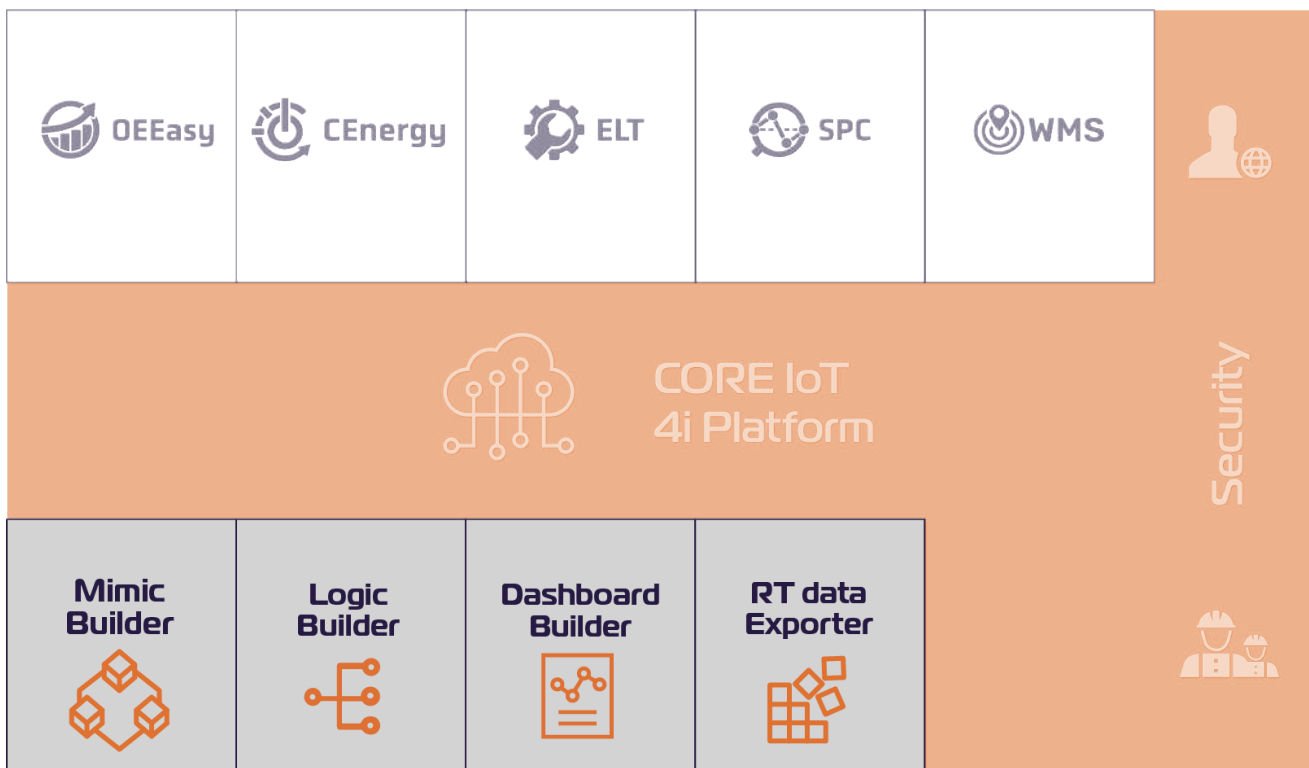 OEEasy
CEnergy
ELT
SPC
WMS
CORE IoT
4i Platform
Security
Mimic
Builder
Logic
Builder
Dashboard
Builder
RT data
Exporter